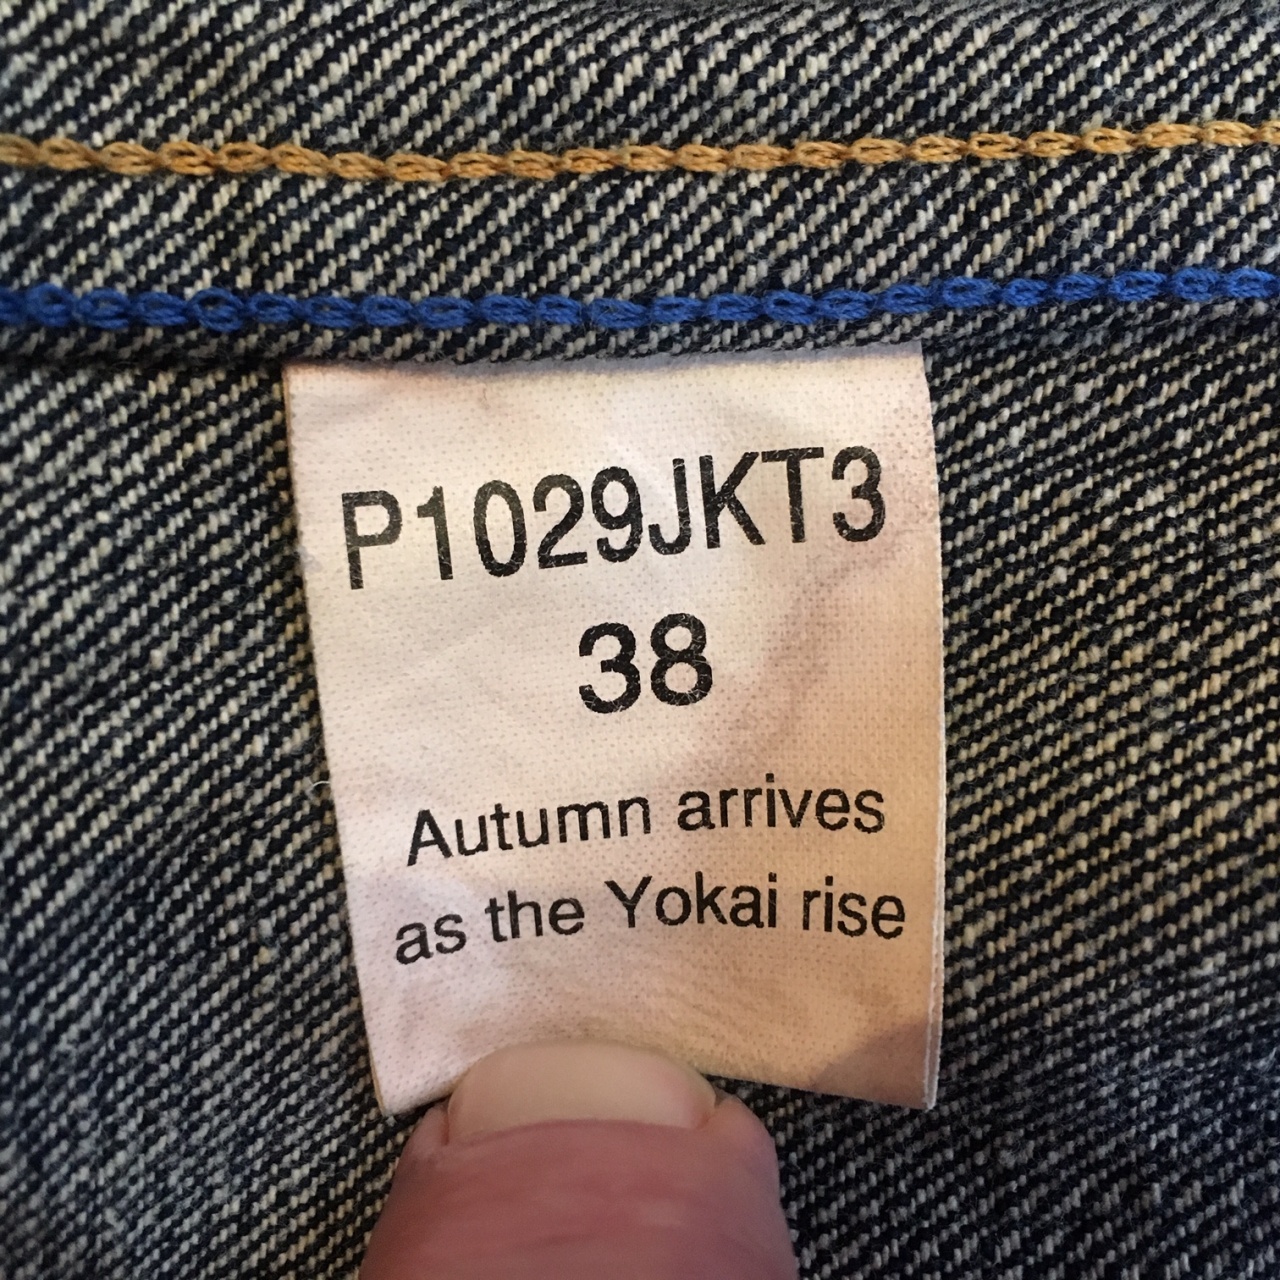 P1029JKT3
38
Autumn arrives
as the Yokai rise